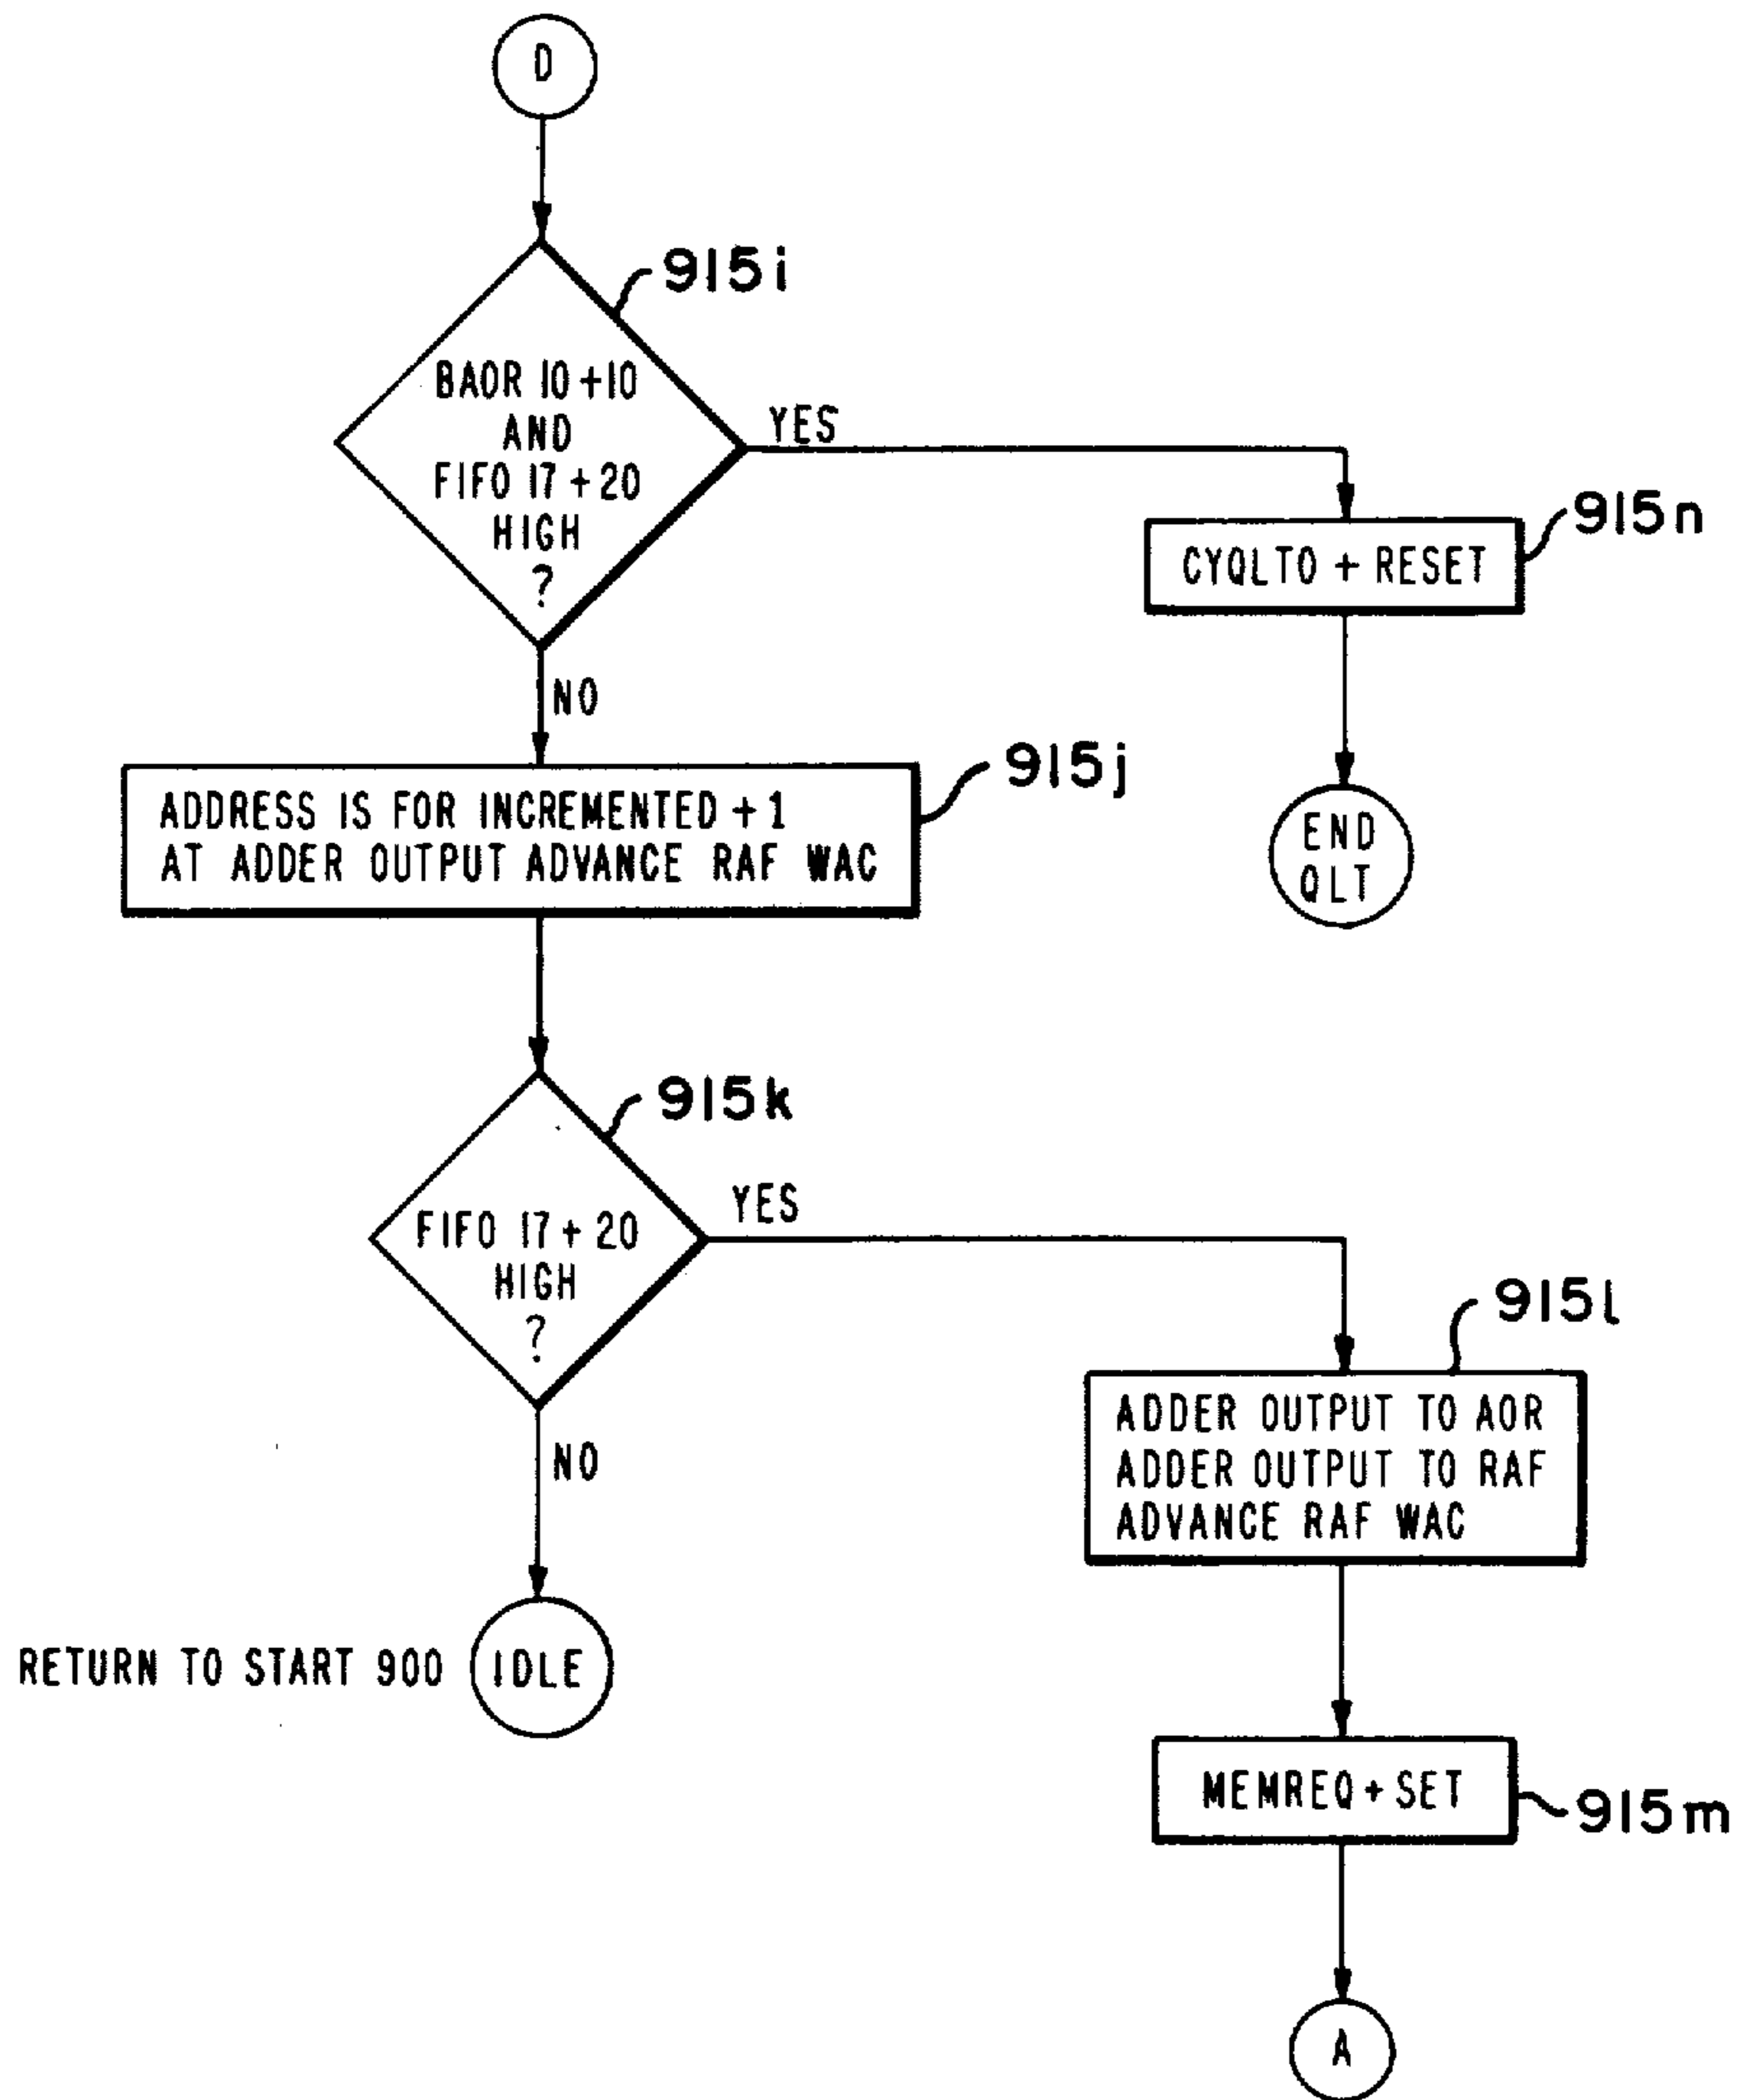 D
915i
BAOR 10+10
AND
FIFO 17+20
HIGH
?
YES
915n
CYQLTO + RESET
NO
END
QLT
915j
ADDRESS IS FOR INCREMENTED +1
AT ADDER OUTPUT ADVANCE RAF WAC
915k
FIFO 17+20
HIGH
?
YES
NO
915l
ADDER OUTPUT TO AOR
ADDER OUTPUT TO RAF
ADVANCE RAF WAC
RETURN TO START 900
IDLE
MEMREQ+SET
915m
A